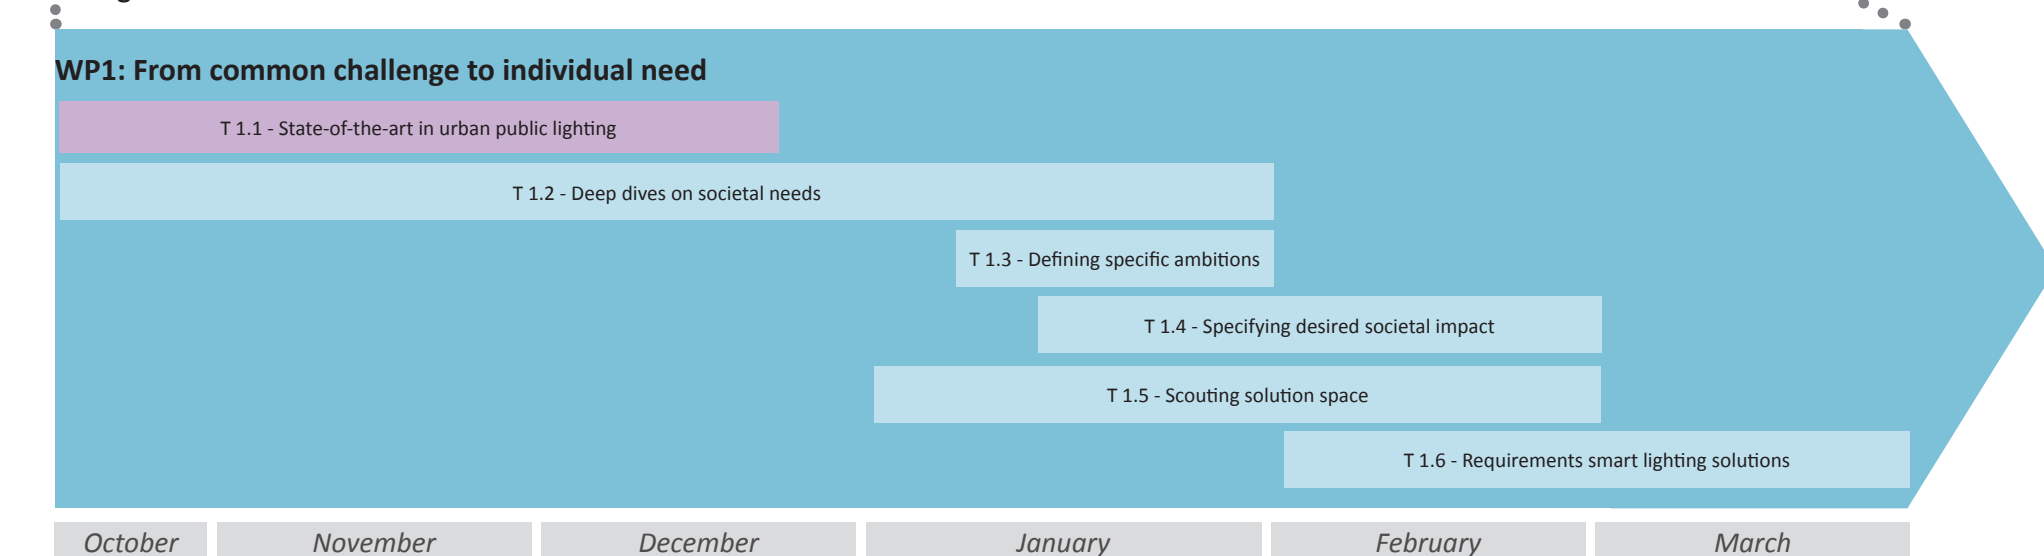 WP1: From common challenge to individual need
T 1.1 - State-of-the-art in urban public lighting
T 1.2 - Deep dives on societal needs
T 1.3 - Defining specific ambitions
T 1.4 - Specifying desired societal impact
T 1.5 - Scouting solution space
T 1.6 - Requirements smart lighting solutions
October November December January February March